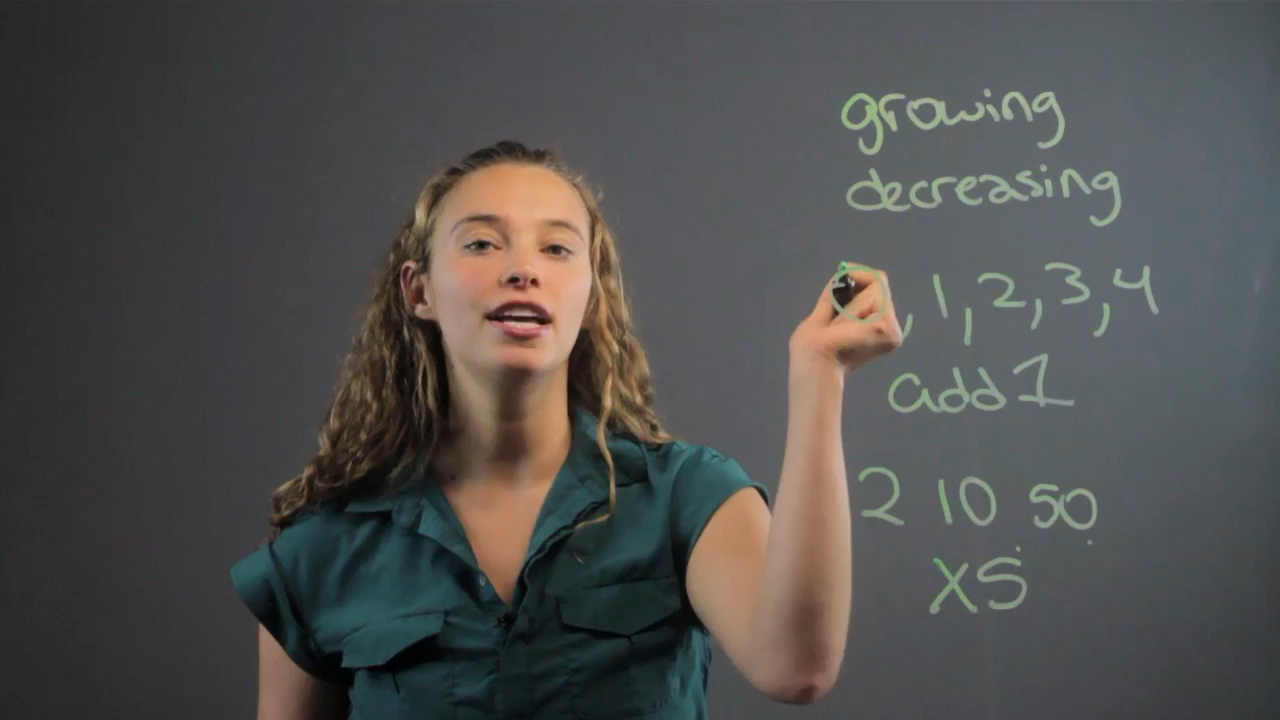 growing
decreasing
, 1, 2, 3, 4
add 1
2 10 50
x5